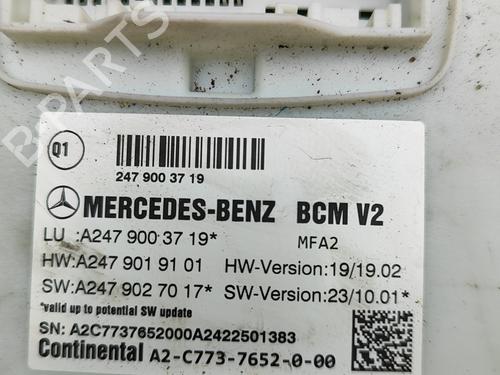 B-PARTS
Q1
247 900 37 19
MERCEDES-BENZ BCM V2
LU :A247 900 37 19* MFA2
HW:A247 901 91 01 HW-Version:19/19.02
SW:A247 902 70 17* SW-Version:23/10.01*
*valid up to potential SW update
SN: A2C7737652000A2422501383
Continental A2-C773-7652-0-00